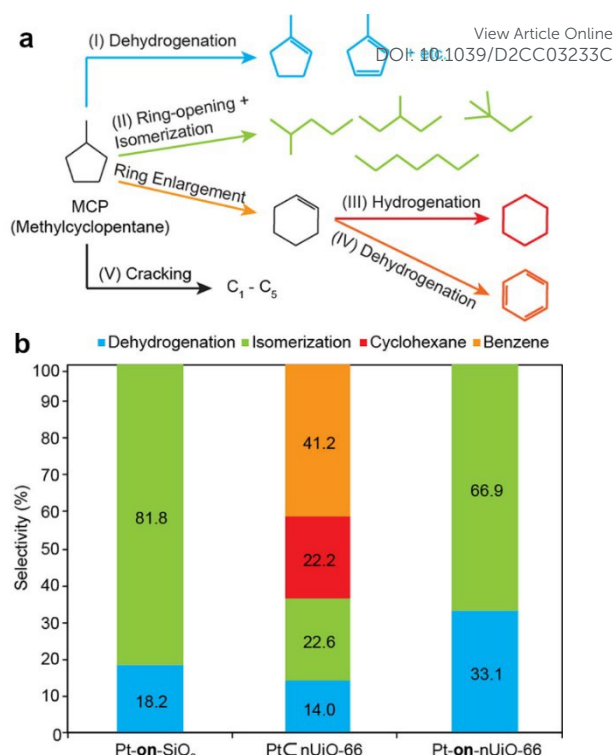 a
View Article Online
DOI: 10.1039/D2CC03233C
(I) Dehydrogenation
+ etc.
(II) Ring-opening +
Isomerization
Ring Enlargement
MCP
(Methylcyclopentane)
(III) Hydrogenation
(IV) Dehydrogenation
(V) Cracking
C₁ - C₅
b
Dehydrogenation Isomerization Cyclohexane Benzene
Selectivity (%)
100
90
80
70
60
50
40
30
20
10
0
81.8
18.2
41.2
22.2
22.6
14.0
66.9
33.1
Pt-on-SiO₂ Pt⊂nUiO-66 Pt-on-nUiO-66